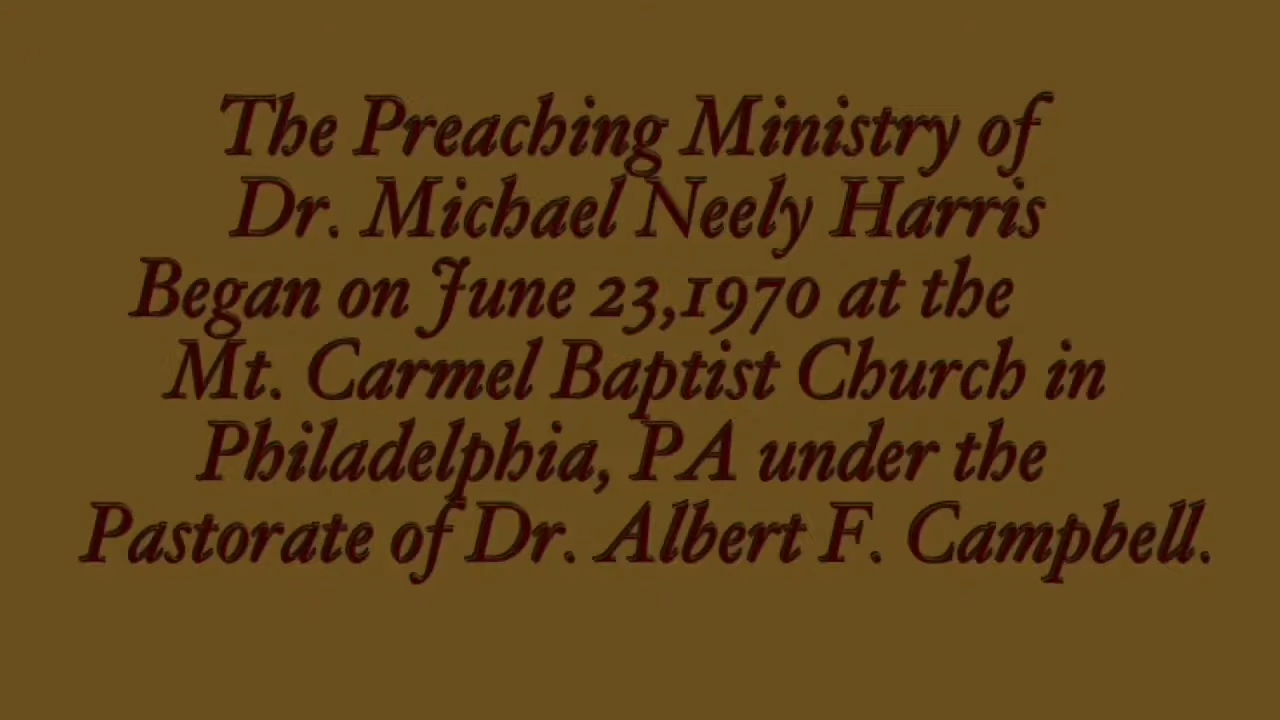 The Preaching Ministry of
Dr. Michael Neely Harris
Began on June 23,1970 at the
Mt. Carmel Baptist Church in
Philadelphia, PA under the
Pastorate of Dr. Albert F. Campbell.